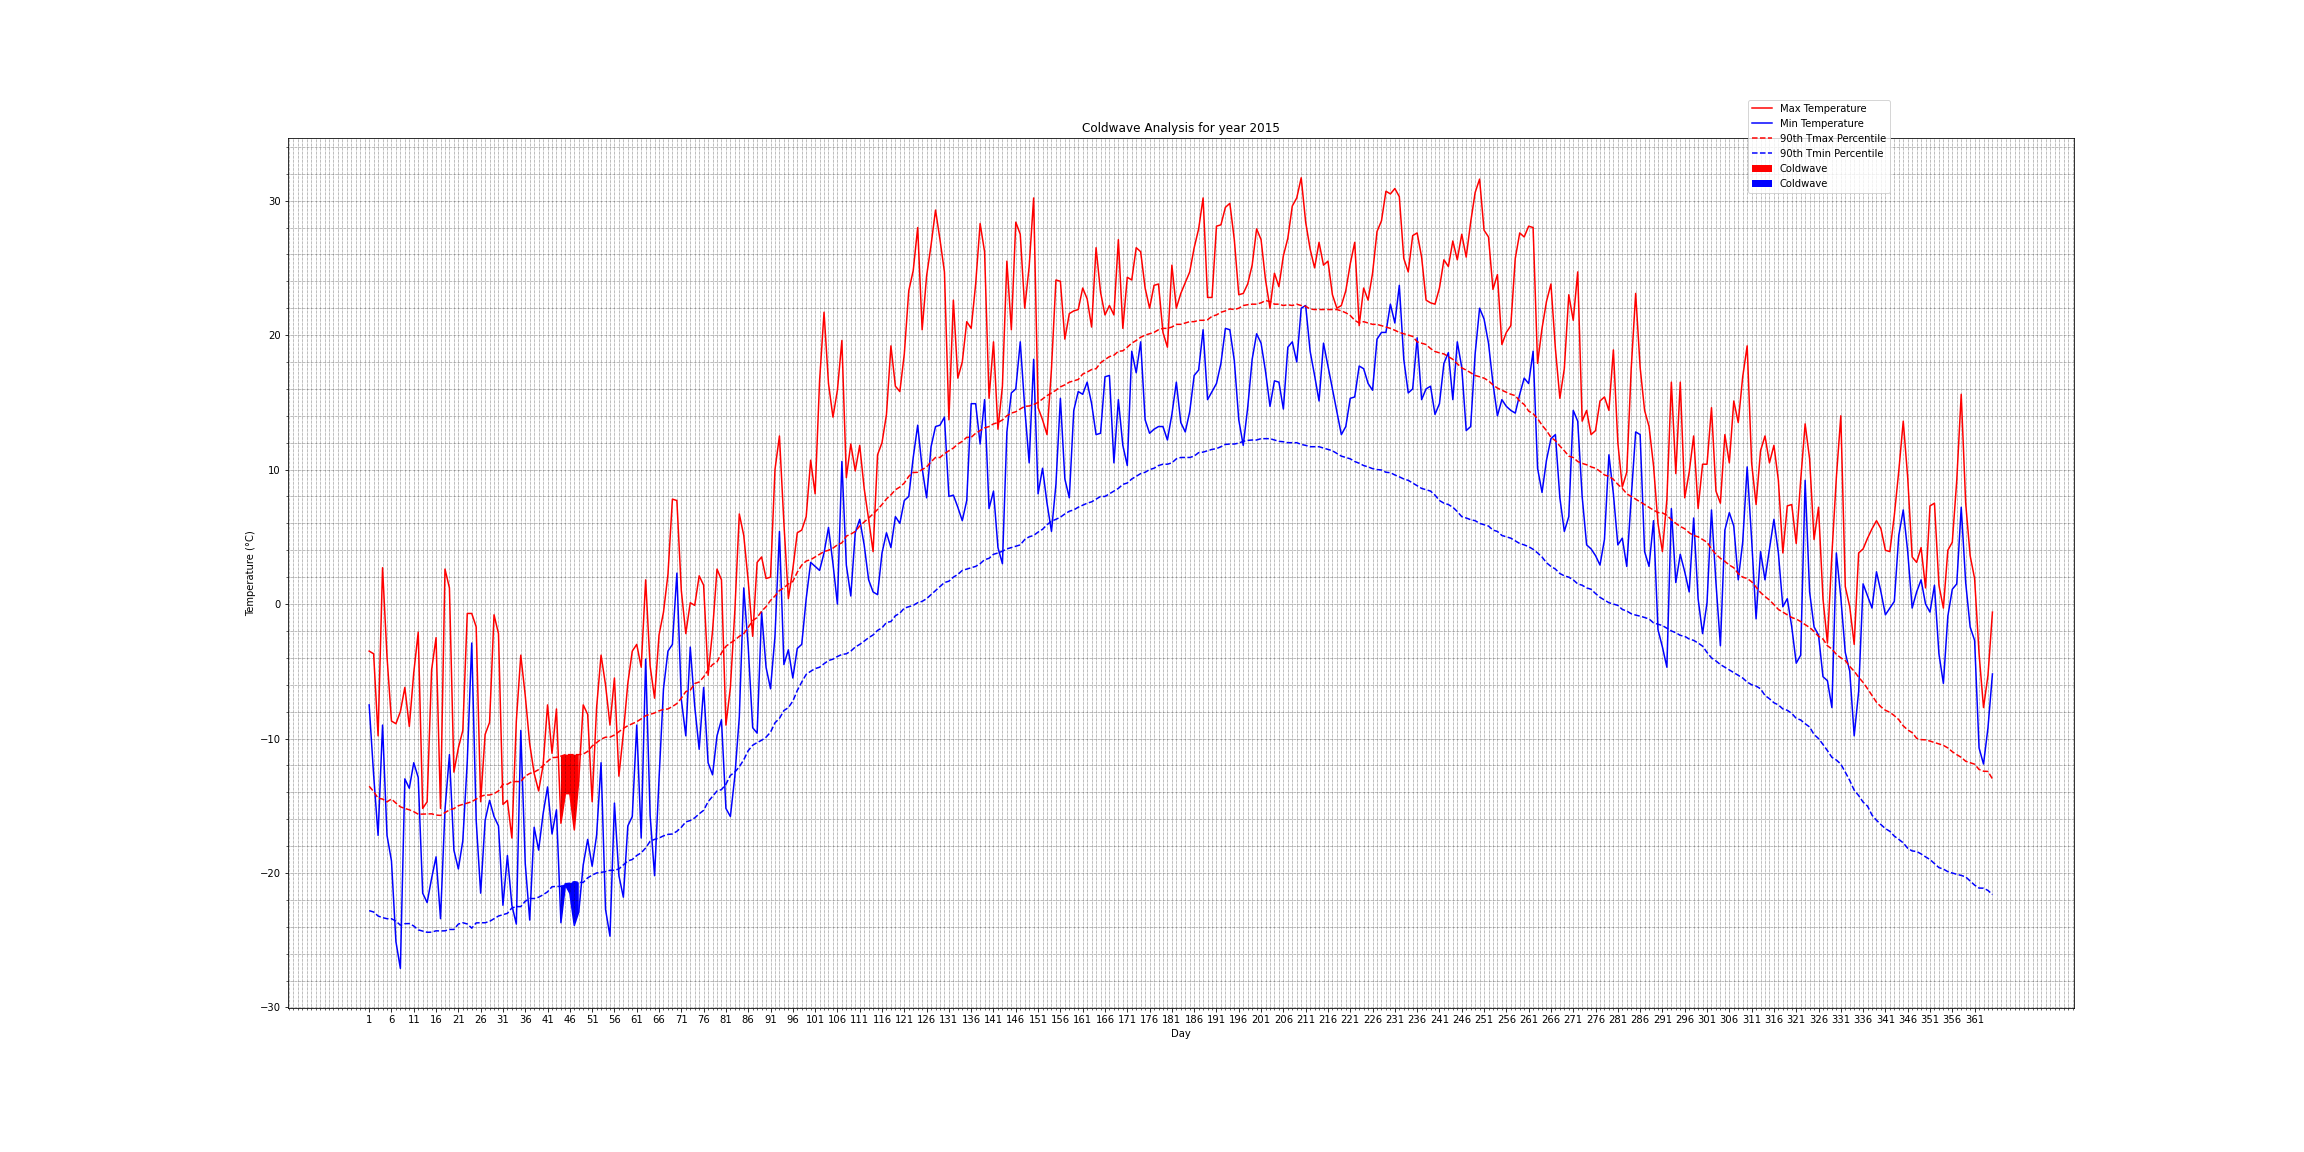 Coldwave Analysis for year 2015
Max Temperature
Min Temperature
90th Tmax Percentile
90th Tmin Percentile
Coldwave
Coldwave
Temperature (°C)
30
20
10
0
−10
−20
−30
1 6 11 16 21 26 31 36 41 46 51 56 61 66 71 76 81 86 91 96 101 106 111 116 121 126 131 136 141 146 151 156 161 166 171 176 181 186 191 196 201 206 211 216 221 226 231 236 241 246 251 256 261 266 271 276 281 286 291 296 301 306 311 316 321 326 331 336 341 346 351 356 361
Day